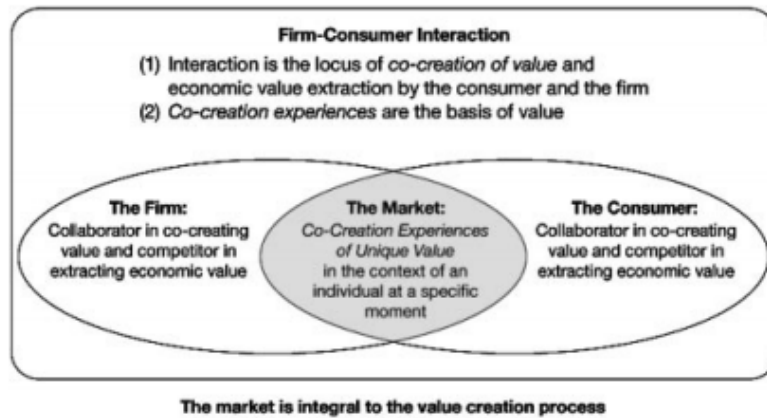 Firm-Consumer Interaction
(1) Interaction is the locus of co-creation of value and
economic value extraction by the consumer and the firm
(2) Co-creation experiences are the basis of value
The Firm:
Collaborator in co-creating
value and competitor in
extracting economic value
The Market:
Co-Creation Experiences
of Unique Value
in the context of an
individual at a specific
moment
The Consumer:
Collaborator in co-creating
value and competitor in
extracting economic value
The market is integral to the value creation process